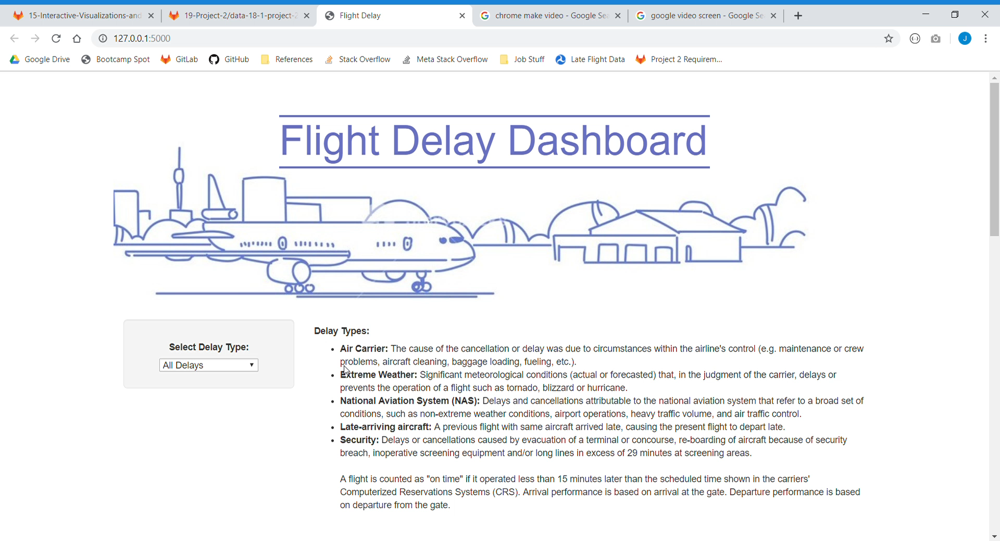 15-Interactive-Visualizations-and
19-Project-2/data-18-1-project-2
Flight Delay
chrome make video - Google Sea
google video screen - Google Se
127.0.0.1:5000
J
Google Drive
Bootcamp Spot
GitLab
GitHub
References
Stack Overflow
Meta Stack Overflow
Job Stuff
Late Flight Data
Project 2 Requirem...
Flight Delay Dashboard
Select Delay Type:
All Delays
Delay Types:
Air Carrier: The cause of the cancellation or delay was due to circumstances within the airline's control (e.g. maintenance or crew
problems, aircraft cleaning, baggage loading, fueling, etc.).
Extreme Weather: Significant meteorological conditions (actual or forecasted) that, in the judgment of the carrier, delays or
prevents the operation of a flight such as tornado, blizzard or hurricane.
National Aviation System (NAS): Delays and cancellations attributable to the national aviation system that refer to a broad set of
conditions, such as non-extreme weather conditions, airport operations, heavy traffic volume, and air traffic control.
Late-arriving aircraft: A previous flight with same aircraft arrived late, causing the present flight to depart late.
Security: Delays or cancellations caused by evacuation of a terminal or concourse, re-boarding of aircraft because of security
breach, inoperative screening equipment and/or long lines in excess of 29 minutes at screening areas.
A flight is counted as "on time" if it operated less than 15 minutes later than the scheduled time shown in the carriers'
Computerized Reservations Systems (CRS). Arrival performance is based on arrival at the gate. Departure performance is based
on departure from the gate.